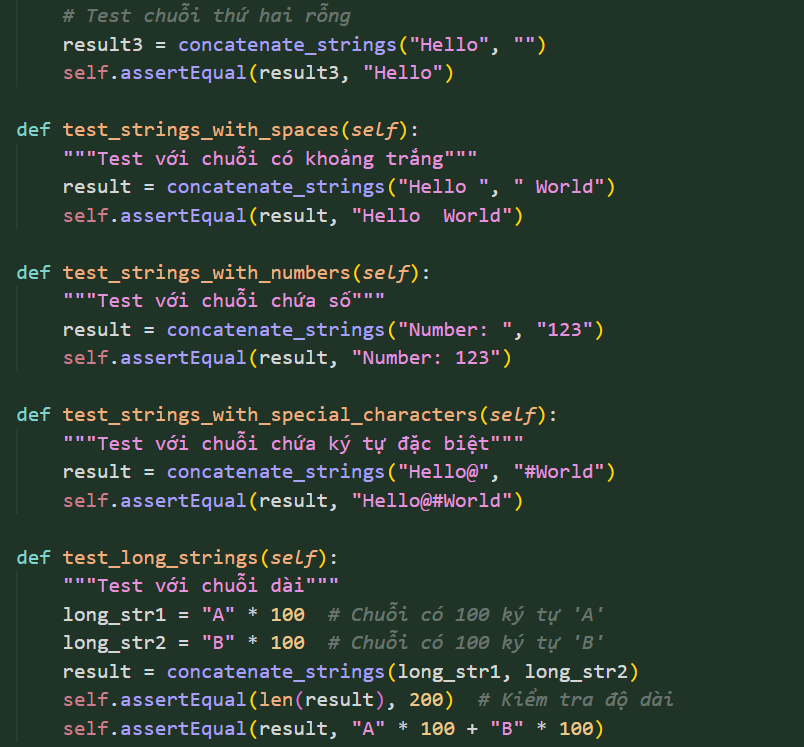 # Test chuỗi thứ hai rỗng
result3 = concatenate_strings("Hello", "")
self.assertEqual(result3, "Hello")
def test_strings_with_spaces(self):
"""Test với chuỗi có khoảng trắng"""
result = concatenate_strings("Hello ", " World")
self.assertEqual(result, "Hello  World")
def test_strings_with_numbers(self):
"""Test với chuỗi chứa số"""
result = concatenate_strings("Number: ", "123")
self.assertEqual(result, "Number: 123")
def test_strings_with_special_characters(self):
"""Test với chuỗi chứa ký tự đặc biệt"""
result = concatenate_strings("Hello@", "#World")
self.assertEqual(result, "Hello@#World")
def test_long_strings(self):
"""Test với chuỗi dài"""
long_str1 = "A" * 100  # Chuỗi có 100 ký tự 'A'
long_str2 = "B" * 100  # Chuỗi có 100 ký tự 'B'
result = concatenate_strings(long_str1, long_str2)
self.assertEqual(len(result), 200)  # Kiểm tra độ dài
self.assertEqual(result, "A" * 100 + "B" * 100)